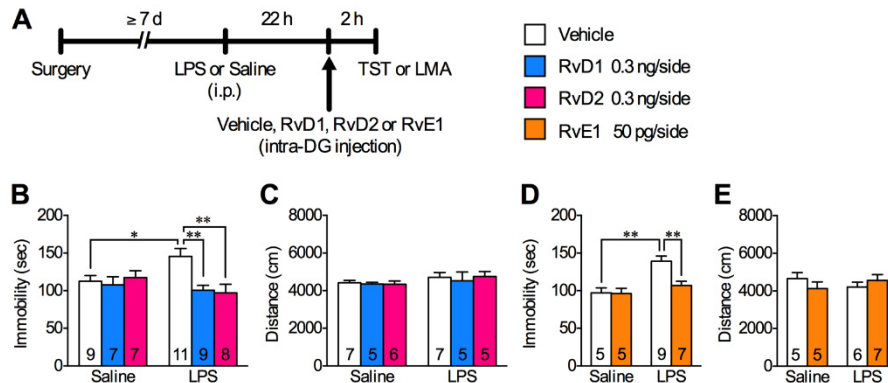 A
≥ 7 d
22 h
2 h
Surgery
LPS or Saline
(i.p.)
TST or LMA
Vehicle, RvD1, RvD2 or RvE1
(intra-DG injection)
Vehicle
RvD1 0.3 ng/side
RvD2 0.3 ng/side
RvE1 50 pg/side
B
Immobility (sec)
200
150
100
50
0
*
**
**
9
7
7
11
9
8
Saline
LPS
C
Distance (cm)
8000
6000
4000
2000
0
7
5
6
7
5
5
Saline
LPS
D
Immobility (sec)
200
150
100
50
0
**
**
5
5
9
7
Saline
LPS
E
Distance (cm)
8000
6000
4000
2000
0
5
5
6
7
Saline
LPS